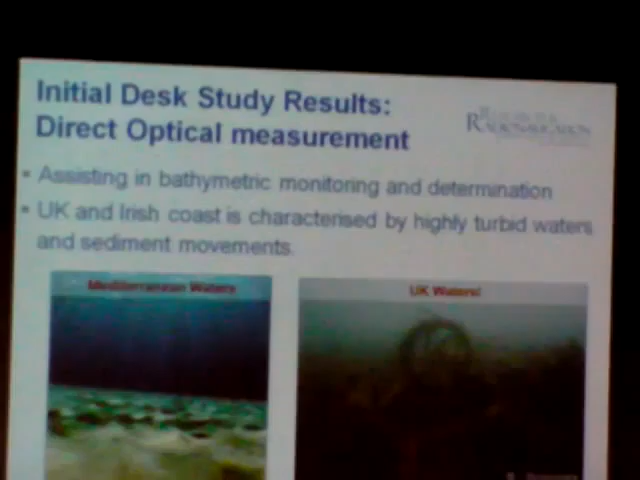 Initial Desk Study Results:
Direct Optical measurement
• Assisting in bathymetric monitoring and determination
• UK and Irish coast is characterised by highly turbid waters
and sediment movements.
Mediterranean Waters
UK Waters!